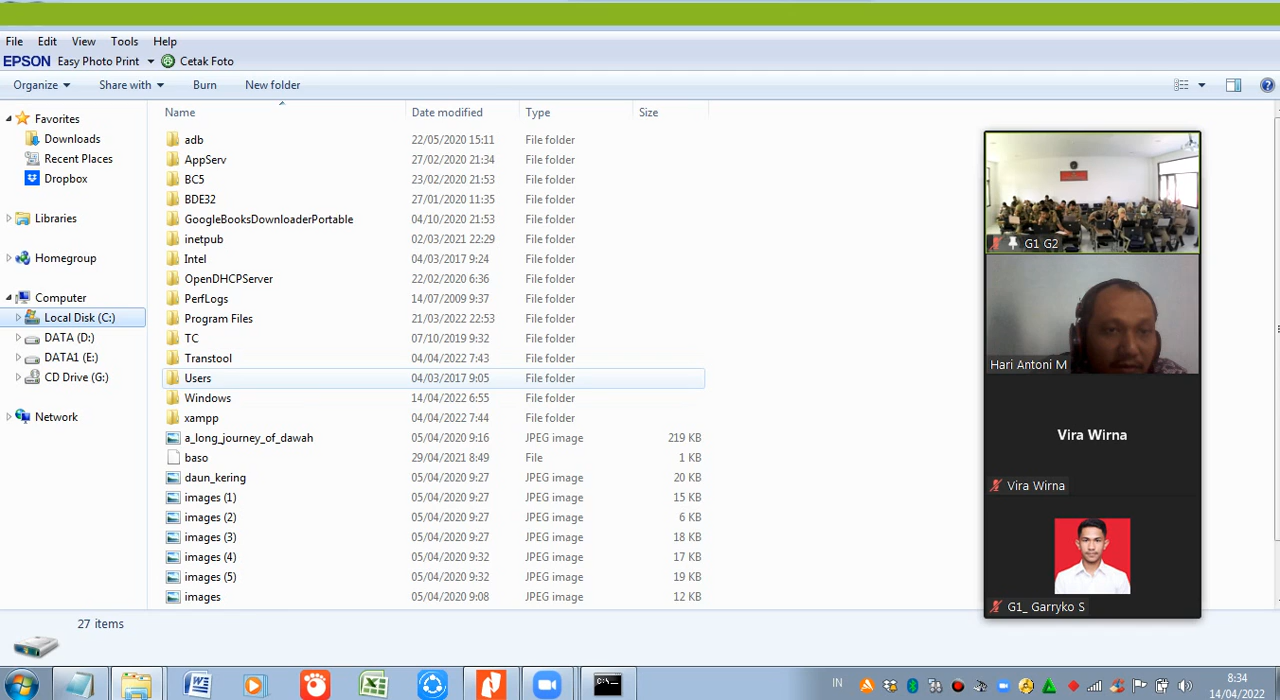 File Edit View Tools Help
EPSON Easy Photo Print Cetak Foto
Organize Share with Burn New folder
Name Date modified Type Size
Favorites
Downloads
Recent Places
Dropbox
Libraries
Homegroup
Computer
Local Disk (C:)
DATA (D:)
DATA1 (E:)
CD Drive (G:)
Network
adb 22/05/2020 15:11 File folder
AppServ 27/02/2020 21:34 File folder
BC5 23/02/2020 21:53 File folder
BDE32 27/01/2020 11:35 File folder
GoogleBooksDownloaderPortable 04/10/2020 21:53 File folder
inetpub 02/03/2021 22:29 File folder
Intel 04/03/2017 9:24 File folder
OpenDHCPServer 22/02/2020 6:36 File folder
PerfLogs 14/07/2009 9:37 File folder
Program Files 21/03/2022 22:53 File folder
TC 07/10/2019 9:32 File folder
Transtool 04/04/2022 7:43 File folder
Users 04/03/2017 9:05 File folder
Windows 14/04/2022 6:55 File folder
xampp 04/04/2022 7:44 File folder
a_long_journey_of_dawah 05/04/2020 9:16 JPEG image 219 KB
baso 29/04/2021 8:49 File 1 KB
daun_kering 05/04/2020 9:27 JPEG image 20 KB
images (1) 05/04/2020 9:27 JPEG image 15 KB
images (2) 05/04/2020 9:27 JPEG image 6 KB
images (3) 05/04/2020 9:27 JPEG image 18 KB
images (4) 05/04/2020 9:32 JPEG image 17 KB
images (5) 05/04/2020 9:32 JPEG image 19 KB
images 05/04/2020 9:08 JPEG image 12 KB
G1 G2
Hari Antoni M
Vira Wirna
Vira Wirna
G1_ Garryko S
27 items
IN
8:34
14/04/2022